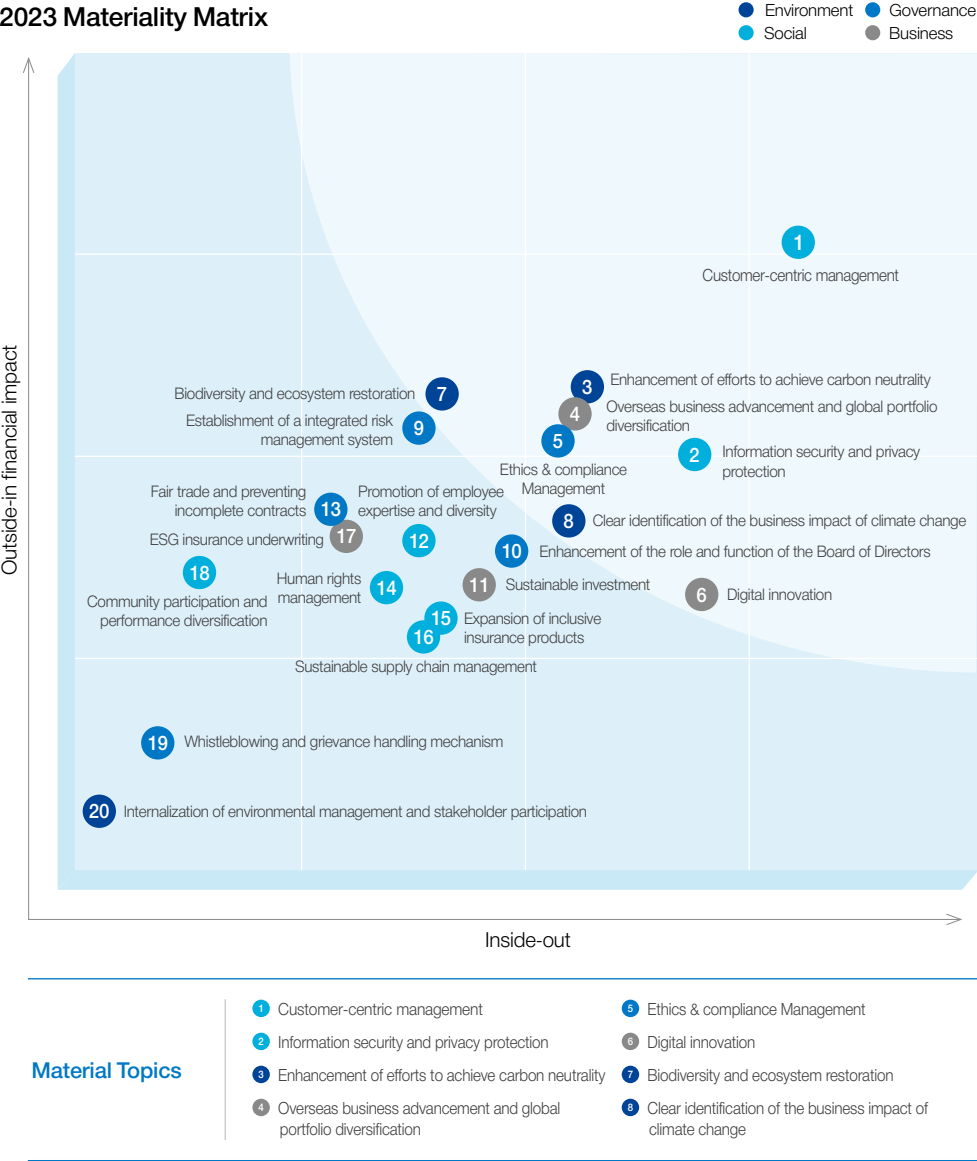 2023 Materiality Matrix
Environment
Governance
Social
Business
Outside-in financial impact
1
Customer-centric management
3
Enhancement of efforts to achieve carbon neutrality
Biodiversity and ecosystem restoration
7
4
Overseas business advancement and global portfolio
diversification
Establishment of a integrated risk
management system
9
5
Ethics & compliance
Management
2
Information security and privacy
protection
Fair trade and preventing
incomplete contracts
13
Promotion of employee
expertise and diversity
12
8
Clear identification of the business impact of climate change
ESG insurance underwriting
17
10
Enhancement of the role and function of the Board of Directors
18
Community participation and
performance diversification
Human rights
management
14
11
Sustainable investment
6
Digital innovation
15
Expansion of inclusive
insurance products
16
Sustainable supply chain management
19
Whistleblowing and grievance handling mechanism
20
Internalization of environmental management and stakeholder participation
Inside-out
Material Topics
1 Customer-centric management
2 Information security and privacy protection
3 Enhancement of efforts to achieve carbon neutrality
4 Overseas business advancement and global
portfolio diversification
5 Ethics & compliance Management
6 Digital innovation
7 Biodiversity and ecosystem restoration
8 Clear identification of the business impact of
climate change